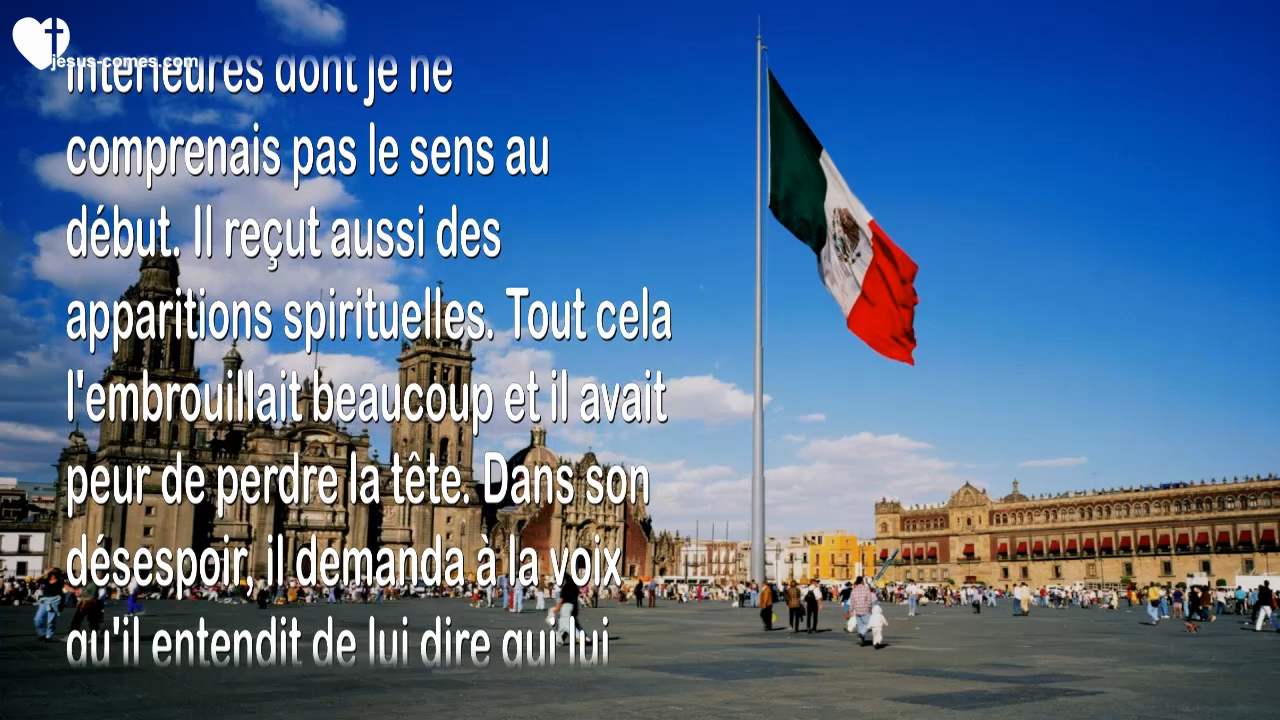 jesus-comes.com
intérieures dont je ne
comprenais pas le sens au
début. Il reçut aussi des
apparitions spirituelles. Tout cela
l'embrouillait beaucoup et il avait
peur de perdre la tête. Dans son
désespoir, il demanda à la voix
qu'il entendit de lui dire qui lui